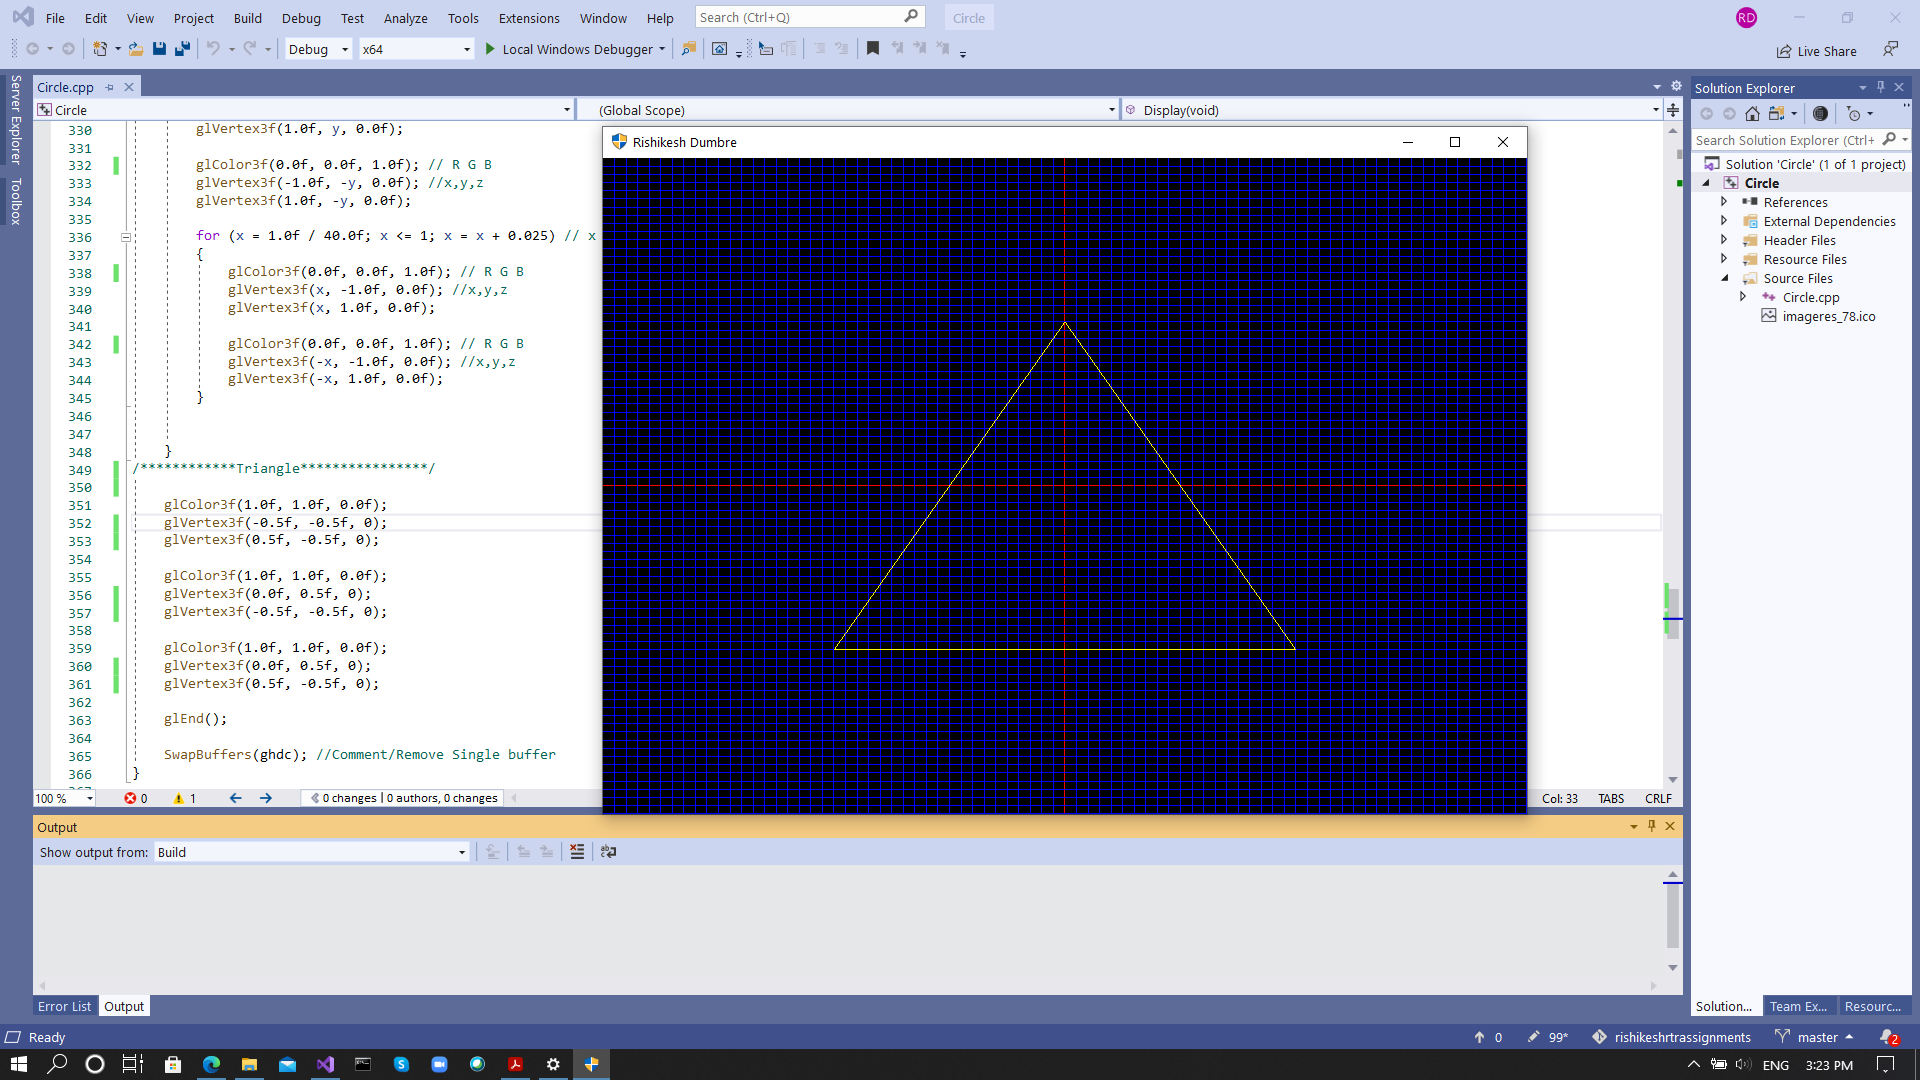 File Edit View Project Build Debug Test Analyze Tools Extensions Window Help Search (Ctrl+Q) Circle RD
Debug x64 Local Windows Debugger Live Share
Server Explorer
Toolbox
Circle.cpp
Circle (Global Scope) Display(void)
330 glVertex3f(1.0f, y, 0.0f);
331
332 glColor3f(0.0f, 0.0f, 1.0f); // R G B
333 glVertex3f(-1.0f, -y, 0.0f); //x,y,z
334 glVertex3f(1.0f, -y, 0.0f);
335
336 for (x = 1.0f / 40.0f; x <= 1; x = x + 0.025) // x
337 {
338 glColor3f(0.0f, 0.0f, 1.0f); // R G B
339 glVertex3f(x, -1.0f, 0.0f); //x,y,z
340 glVertex3f(x, 1.0f, 0.0f);
341
342 glColor3f(0.0f, 0.0f, 1.0f); // R G B
343 glVertex3f(-x, -1.0f, 0.0f); //x,y,z
344 glVertex3f(-x, 1.0f, 0.0f);
345 }
346
347
348 }
349 /************Triangle****************/
350
351 glColor3f(1.0f, 1.0f, 0.0f);
352 glVertex3f(-0.5f, -0.5f, 0);
353 glVertex3f(0.5f, -0.5f, 0);
354
355 glColor3f(1.0f, 1.0f, 0.0f);
356 glVertex3f(0.0f, 0.5f, 0);
357 glVertex3f(-0.5f, -0.5f, 0);
358
359 glColor3f(1.0f, 1.0f, 0.0f);
360 glVertex3f(0.0f, 0.5f, 0);
361 glVertex3f(0.5f, -0.5f, 0);
362
363 glEnd();
364
365 SwapBuffers(ghdc); //Comment/Remove Single buffer
366 }
Rishikesh Dumbre
100 % 0 1 0 changes | 0 authors, 0 changes Col: 33 TABS CRLF
Output
Show output from: Build
Error List Output
Solution Explorer
Search Solution Explorer (Ctrl+
Solution 'Circle' (1 of 1 project)
Circle
References
External Dependencies
Header Files
Resource Files
Source Files
Circle.cpp
imageres_78.ico
Solution... Team Ex... Resourc...
Ready 0 99* rishikeshrtrassignments master 2
ENG 3:23 PM